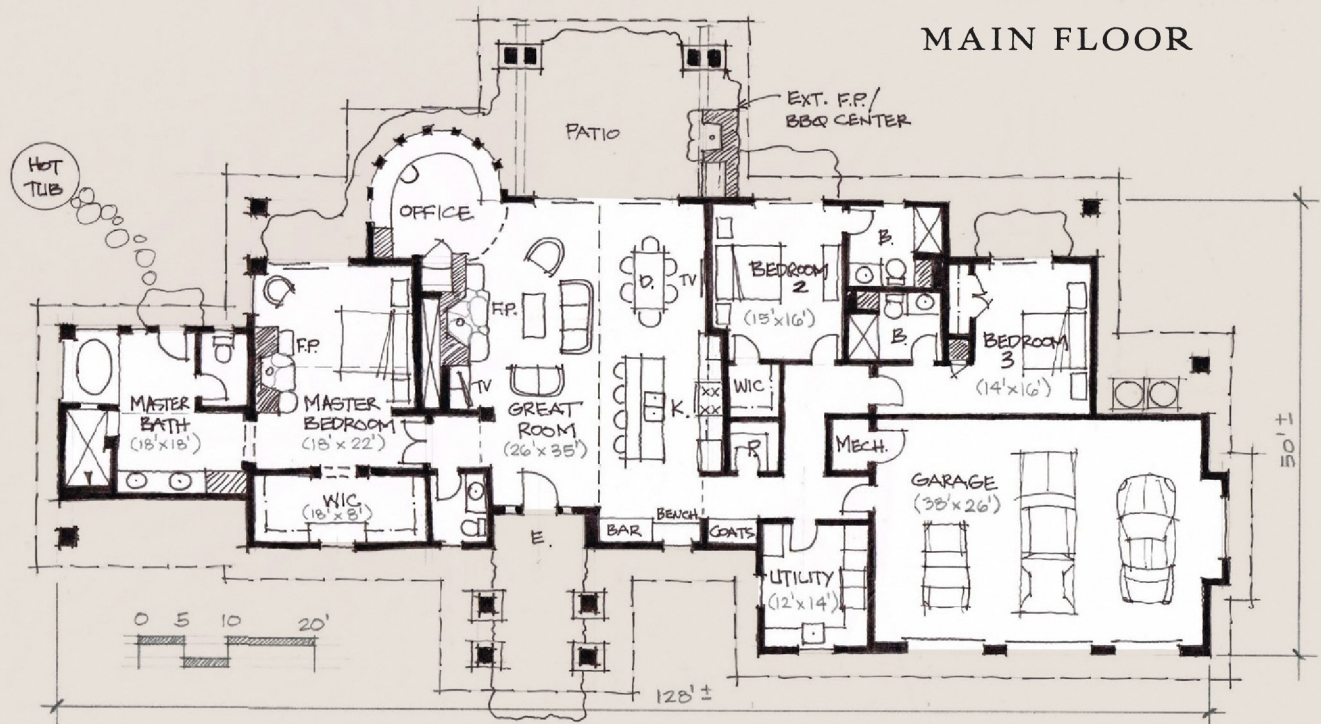 MAIN FLOOR
EXT. F.P./
BBQ CENTER
PATIO
HOT
TUB
OFFICE
B.
BEDROOM
2
(15'x16')
D.
TV
F.P.
F.P.
TV
B.
BEDROOM
3
(14'x16')
WIC
K.
MASTER
BATH
(18'x18')
MASTER
BEDROOM
(18'x22')
GREAT
ROOM
(26'x35')
P.
MECH.
GARAGE
(38'x26')
50'±
WIC
(18'x8')
E.
BAR
BENCH
COATS
UTILITY
(12'x14')
0 5 10 20'
128'±